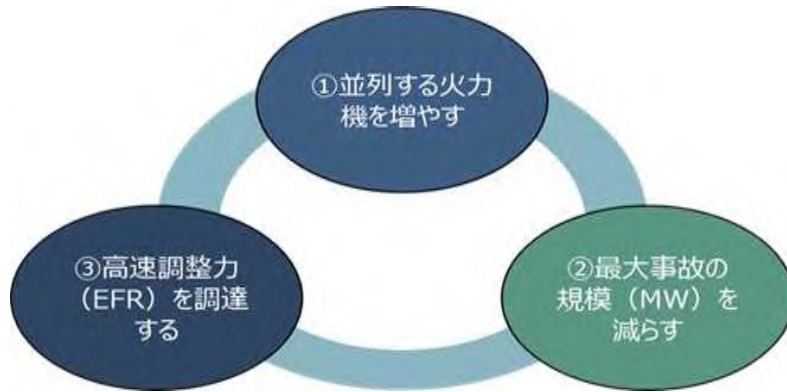 ①並列する火力
機を増やす
③高速調整力
（EFR）を調達
する
②最大事故の
規模（MW）を
減らす